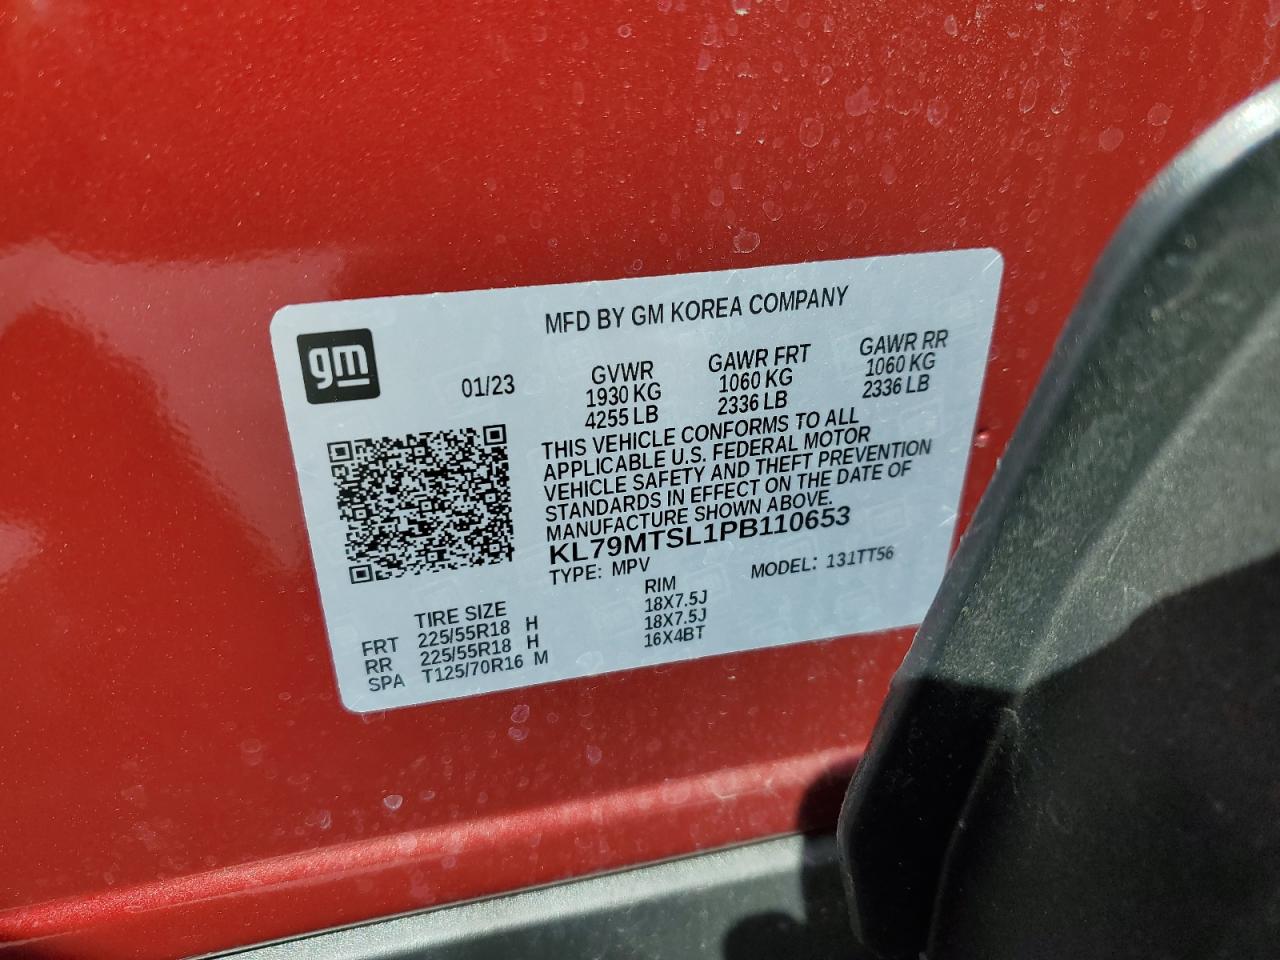 gm
MFD BY GM KOREA COMPANY
01/23
GVWR GAWR FRT GAWR RR
1930 KG 1060 KG 1060 KG
4255 LB 2336 LB 2336 LB
THIS VEHICLE CONFORMS TO ALL
APPLICABLE U.S. FEDERAL MOTOR
VEHICLE SAFETY AND THEFT PREVENTION
STANDARDS IN EFFECT ON THE DATE OF
MANUFACTURE SHOWN ABOVE.
KL79MTSL1PB110653
TYPE: MPV MODEL: 131TT56
TIRE SIZE RIM
FRT 225/55R18 H 18X7.5J
RR 225/55R18 H 18X7.5J
SPA T125/70R16 M 16X4BT